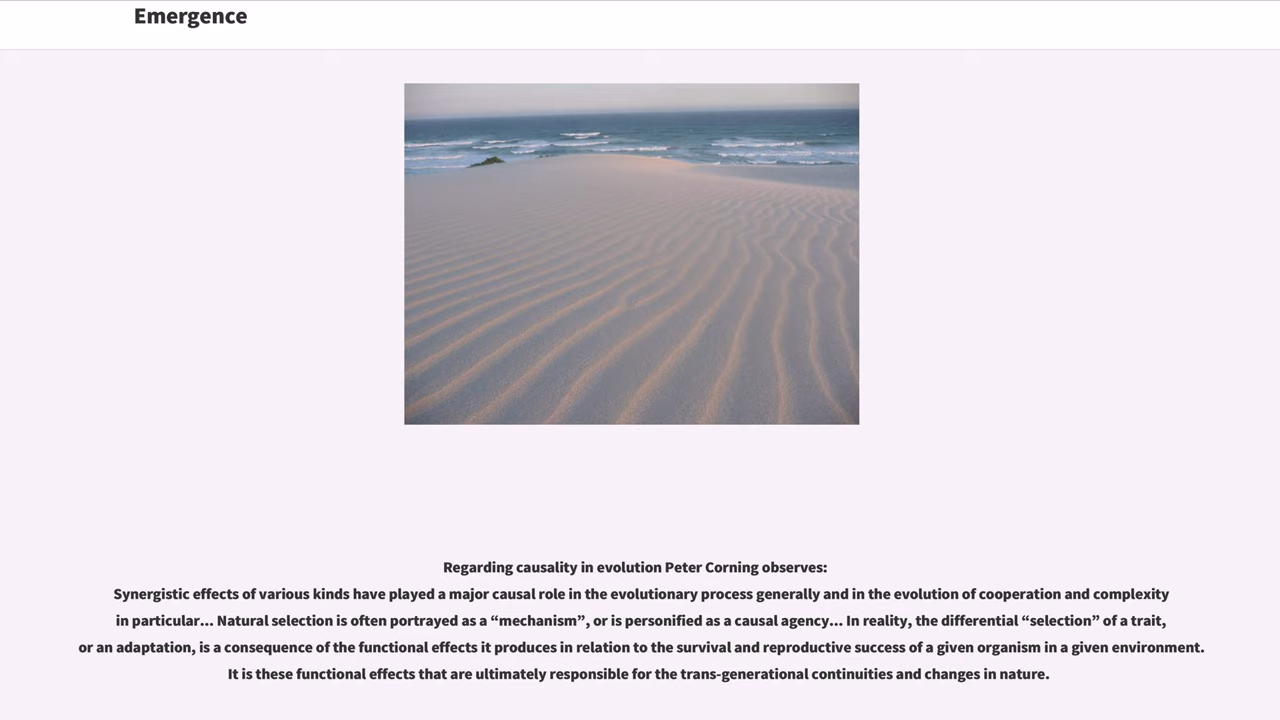 Emergence
Regarding causality in evolution Peter Corning observes:
Synergistic effects of various kinds have played a major causal role in the evolutionary process generally and in the evolution of cooperation and complexity
in particular... Natural selection is often portrayed as a “mechanism”, or is personified as a causal agency... In reality, the differential “selection” of a trait,
or an adaptation, is a consequence of the functional effects it produces in relation to the survival and reproductive success of a given organism in a given environment.
It is these functional effects that are ultimately responsible for the trans-generational continuities and changes in nature.